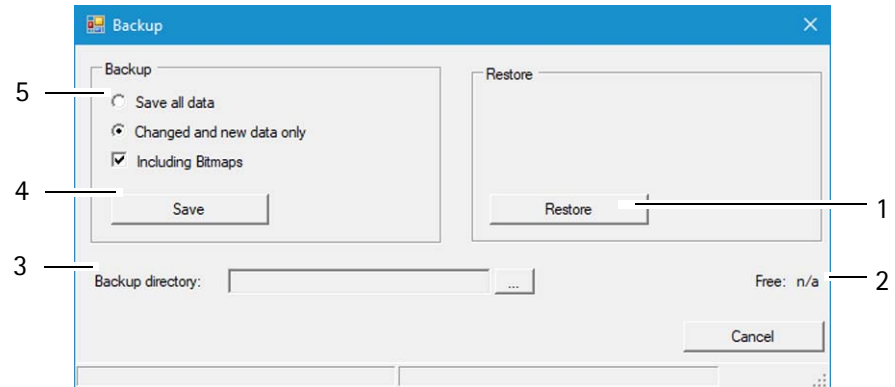 Backup
Backup
Restore
5
Save all data
Changed and new data only
Including Bitmaps
4
Save
Restore
1
3
Backup directory:
...
Free: n/a
2
Cancel